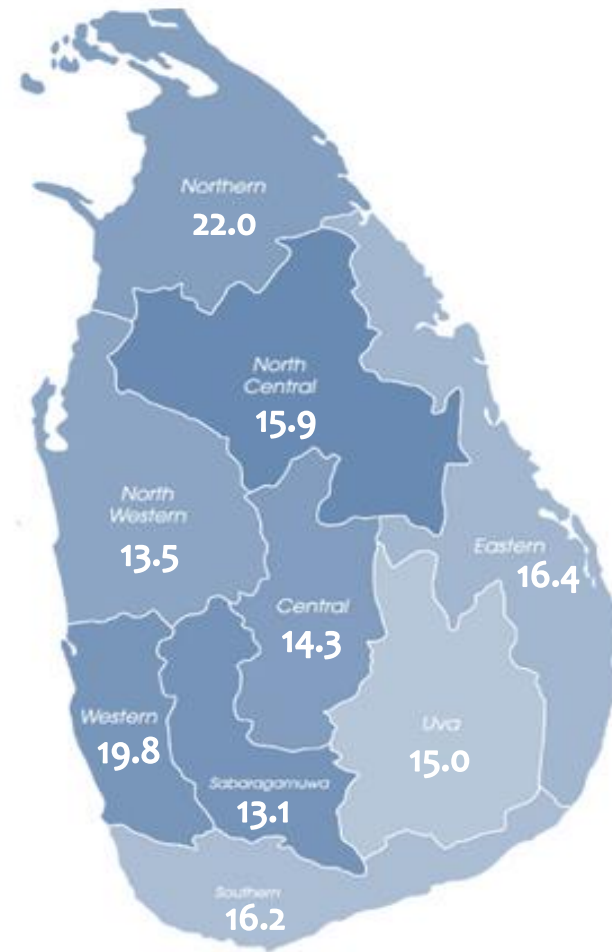 Northern
22.0
North
Central
15.9
North
Western
13.5
Eastern
16.4
Central
14.3
Western
19.8
Uva
15.0
Sabaragamuwa
13.1
Southern
16.2